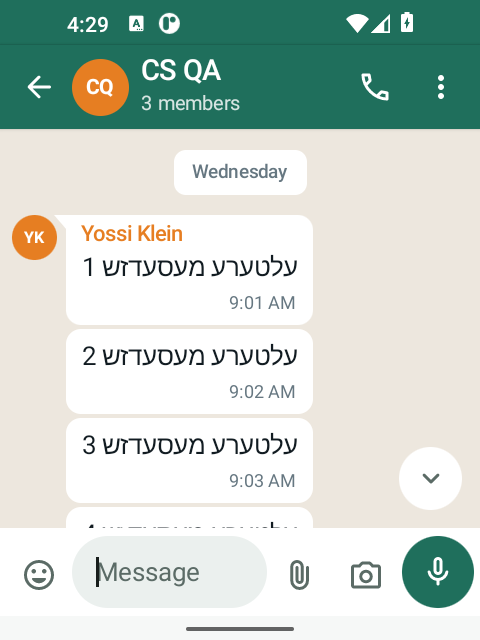 4:29
CS QA
CQ
3 members
Wednesday
YK
Yossi Klein
עלטערע מעסעדזש 1
9:01 AM
עלטערע מעסעדזש 2
9:02 AM
עלטערע מעסעדזש 3
9:03 AM
Message